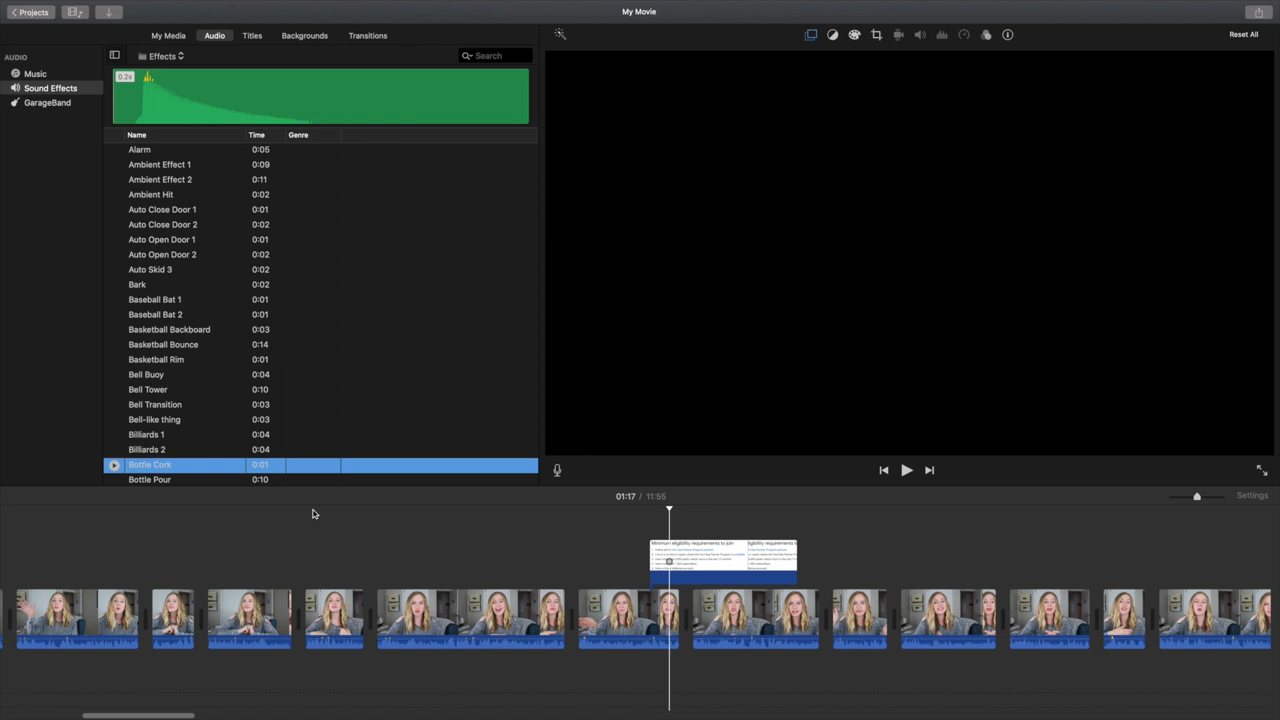 Projects
My Movie
My Media
Audio
Titles
Backgrounds
Transitions
Reset All
AUDIO
Music
Sound Effects
GarageBand
Effects
Search
0.2s
Name Time Genre
Alarm 0:05
Ambient Effect 1 0:09
Ambient Effect 2 0:11
Ambient Hit 0:02
Auto Close Door 1 0:01
Auto Close Door 2 0:02
Auto Open Door 1 0:01
Auto Open Door 2 0:02
Auto Skid 3 0:02
Bark 0:02
Baseball Bat 1 0:01
Baseball Bat 2 0:01
Basketball Backboard 0:03
Basketball Bounce 0:14
Basketball Rim 0:01
Bell Buoy 0:04
Bell Tower 0:10
Bell Transition 0:03
Bell-like thing 0:03
Billiards 1 0:04
Billiards 2 0:04
Bottle Cork 0:01
Bottle Pour 0:10
01:17 / 11:55
Settings
Minimum eligibility requirements to join